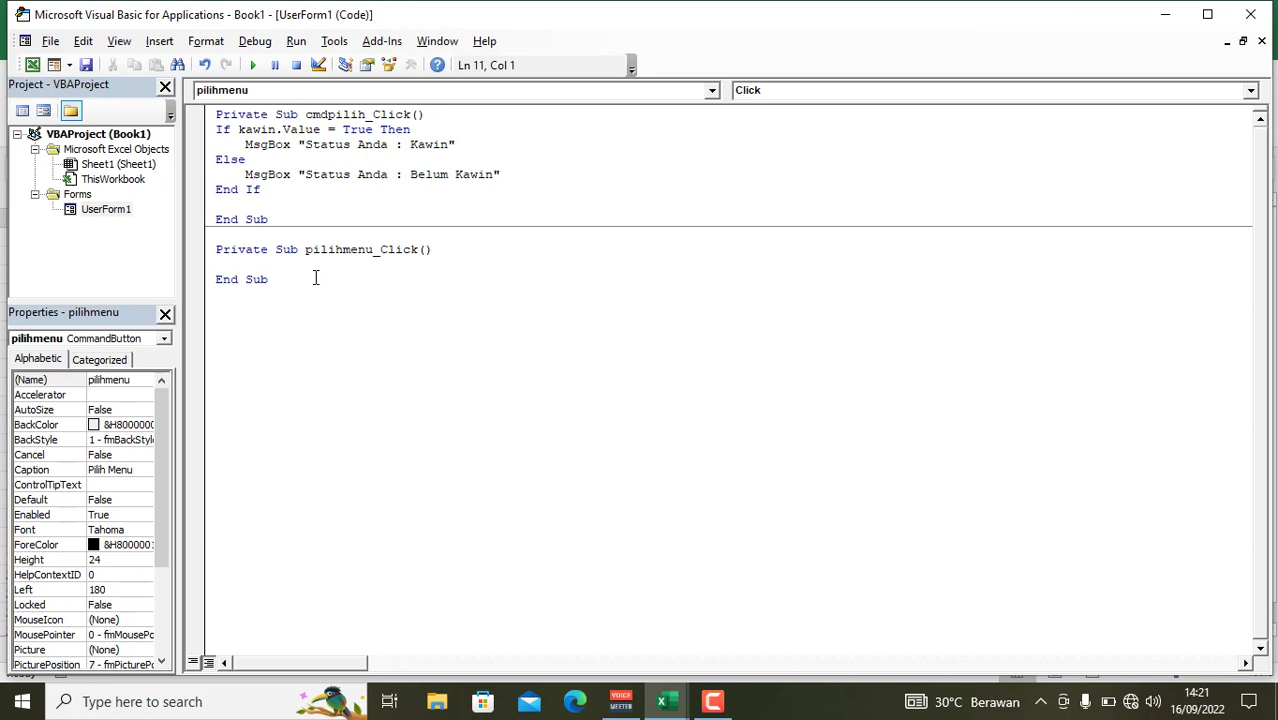 Microsoft Visual Basic for Applications - Book1 - [UserForm1 (Code)]
File Edit View Insert Format Debug Run Tools Add-Ins Window Help
Ln 11, Col 1
Project - VBAProject
pilihmenu
Click
VBAProject (Book1)
Microsoft Excel Objects
Sheet1 (Sheet1)
ThisWorkbook
Forms
UserForm1
Private Sub cmdpilih_Click()
If kawin.Value = True Then
MsgBox "Status Anda : Kawin"
Else
MsgBox "Status Anda : Belum Kawin"
End If
End Sub
Private Sub pilihmenu_Click()
End Sub
Properties - pilihmenu
pilihmenu CommandButton
Alphabetic Categorized
(Name) pilihmenu
Accelerator
AutoSize False
BackColor &H8000000
BackStyle 1 - fmBackStyl
Cancel False
Caption Pilih Menu
ControlTipText
Default False
Enabled True
Font Tahoma
ForeColor &H800001
Height 24
HelpContextID 0
Left 180
Locked False
MouseIcon (None)
MousePointer 0 - fmMousePo
Picture (None)
PicturePosition 7 - fmPicturePo
Type here to search
VOICE
MEETER
30°C Berawan
14:21
16/09/2022